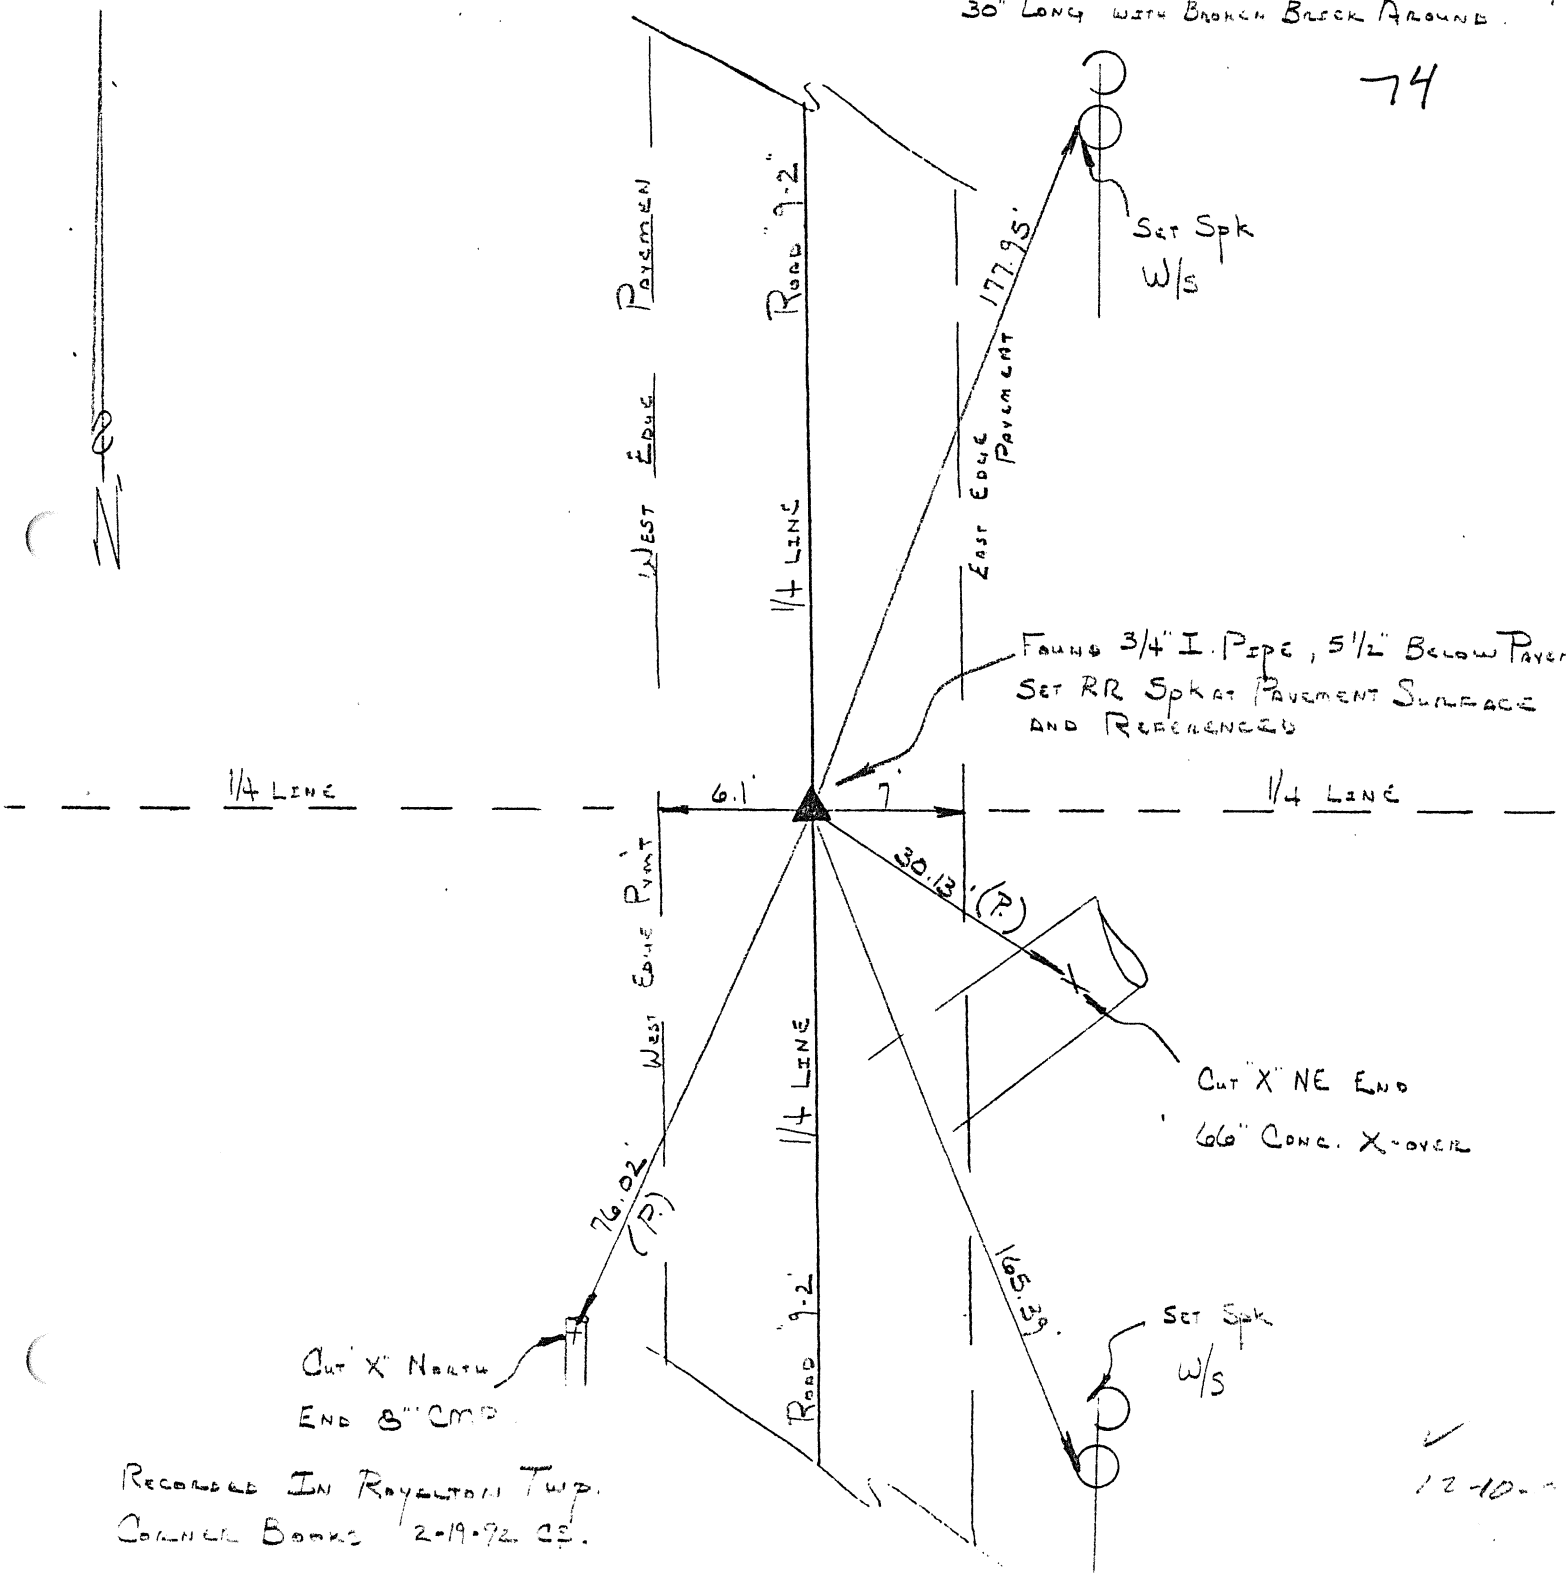 30" LONG WITH BROKEN BRICK AROUND.
74
ROAD "9-2"
WEST EDGE PAVEMEN
177.95'
SET Spk
W/S
EAST EDGE
PAVEMENT
1/4 LINE
N
FOUND 3/4" I. PIPE, 5 1/2" BELOW PAVEM
SET RR Spk AT PAVEMENT SURFACE
AND REFERENCED
1/4 LINE
6.1'
7'
1/4 LINE
30.13' (P.)
WEST EDGE PVMT
1/4 LINE
CUT "X" NE END
66" CONC. X-OVER
76.02'
(P.)
ROAD "9-2"
165.39'
SET Spk
W/S
CUT "X" NORTH
END 8" CMP
RECORDED IN ROYALTON TWP.
CORNER BOOKS 2-19-92
12-10-